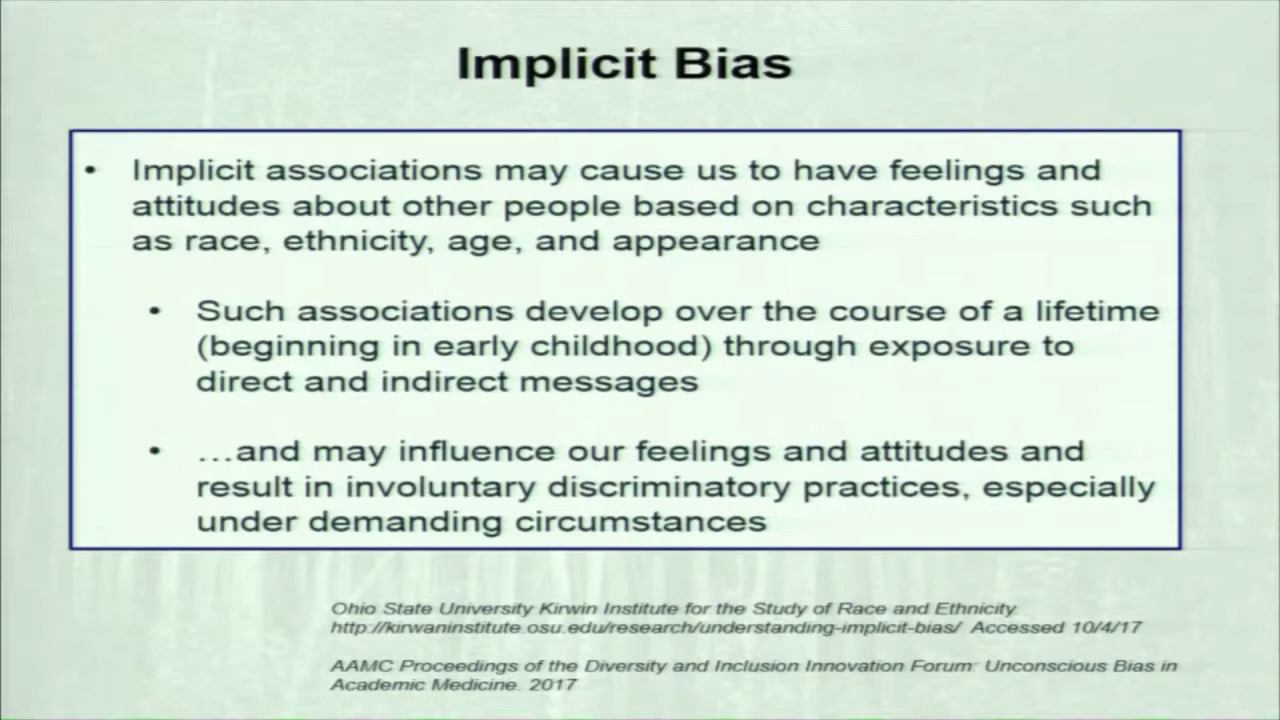 Implicit Bias
• Implicit associations may cause us to have feelings and
attitudes about other people based on characteristics such
as race, ethnicity, age, and appearance
• Such associations develop over the course of a lifetime
(beginning in early childhood) through exposure to
direct and indirect messages
• …and may influence our feelings and attitudes and
result in involuntary discriminatory practices, especially
under demanding circumstances
Ohio State University Kirwin Institute for the Study of Race and Ethnicity.
http://kirwaninstitute.osu.edu/research/understanding-implicit-bias/ Accessed 10/4/17
AAMC Proceedings of the Diversity and Inclusion Innovation Forum: Unconscious Bias in
Academic Medicine. 2017